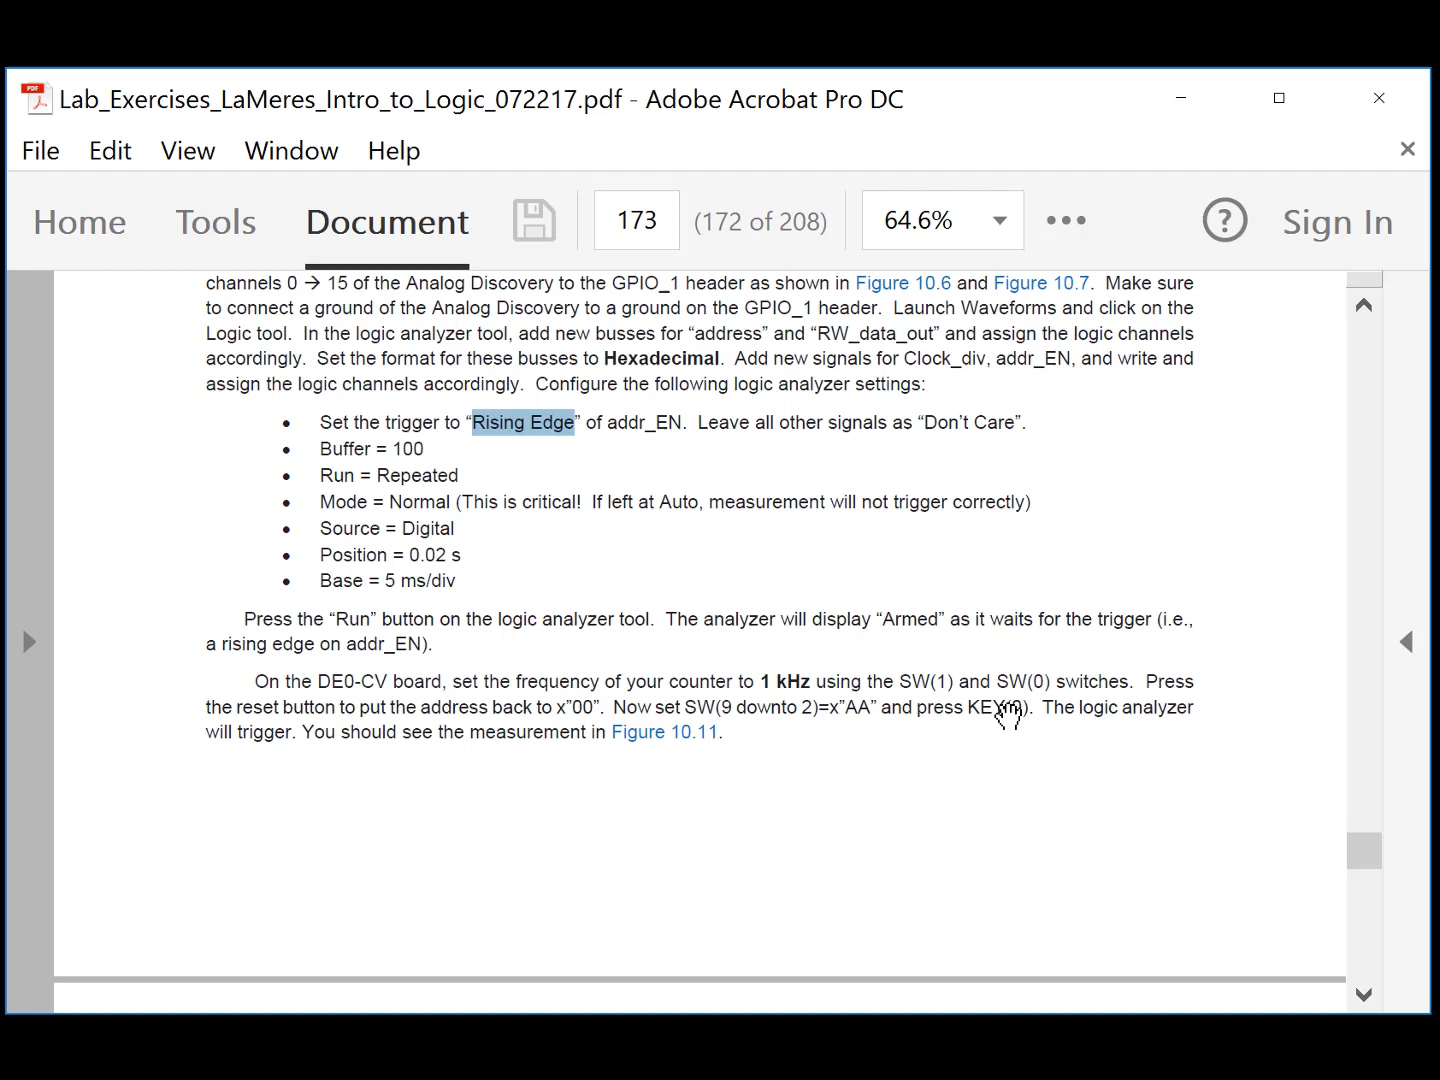 Lab_Exercises_LaMeres_Intro_to_Logic_072217.pdf - Adobe Acrobat Pro DC
File Edit View Window Help
Home Tools Document 173 (172 of 208) 64.6% Sign In
channels 0 → 15 of the Analog Discovery to the GPIO_1 header as shown in Figure 10.6 and Figure 10.7. Make sure
to connect a ground of the Analog Discovery to a ground on the GPIO_1 header. Launch Waveforms and click on the
Logic tool. In the logic analyzer tool, add new busses for “address” and “RW_data_out” and assign the logic channels
accordingly. Set the format for these busses to Hexadecimal. Add new signals for Clock_div, addr_EN, and write and
assign the logic channels accordingly. Configure the following logic analyzer settings:
• Set the trigger to “Rising Edge” of addr_EN. Leave all other signals as “Don’t Care”.
• Buffer = 100
• Run = Repeated
• Mode = Normal (This is critical! If left at Auto, measurement will not trigger correctly)
• Source = Digital
• Position = 0.02 s
• Base = 5 ms/div
Press the “Run” button on the logic analyzer tool. The analyzer will display “Armed” as it waits for the trigger (i.e.,
a rising edge on addr_EN).
On the DE0-CV board, set the frequency of your counter to 1 kHz using the SW(1) and SW(0) switches. Press
the reset button to put the address back to x”00”. Now set SW(9 downto 2)=x”AA” and press The logic analyzer
will trigger. You should see the measurement in Figure 10.11.